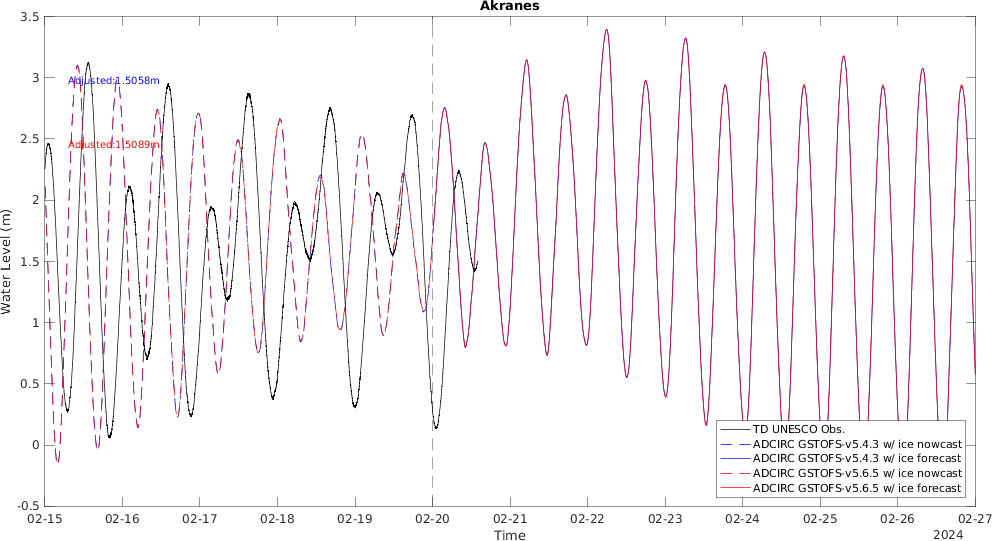 Akranes
3.5
3
2.5
2
1.5
1
0.5
0
-0.5
Water Level (m)
Adjusted:1.5058m
Adjusted:1.5089m
TD UNESCO Obs.
ADCIRC GSTOFS-v5.4.3 w/ ice nowcast
ADCIRC GSTOFS-v5.4.3 w/ ice forecast
ADCIRC GSTOFS-v5.6.5 w/ ice nowcast
ADCIRC GSTOFS-v5.6.5 w/ ice forecast
02-15 02-16 02-17 02-18 02-19 02-20 02-21 02-22 02-23 02-24 02-25 02-26 02-27
Time
2024